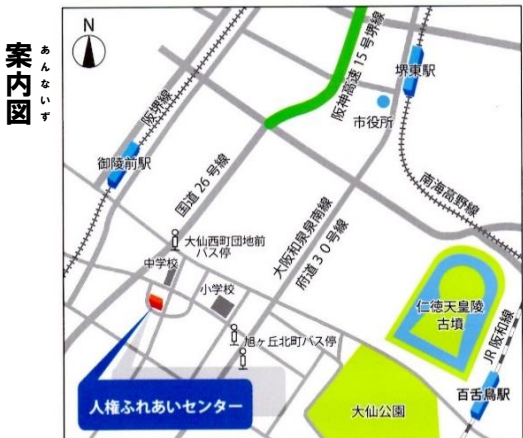 案内図
あんないず
N
阪堺線
阪神高速15号堺線
堺東駅
市役所
御陵前駅
国道26号線
南海高野線
大阪和泉泉南線
府道30号線
大仙西町団地前
バス停
中学校
小学校
仁徳天皇陵
古墳
JR阪和線
旭ヶ丘北町バス停
百舌鳥駅
人権ふれあいセンター
大仙公園